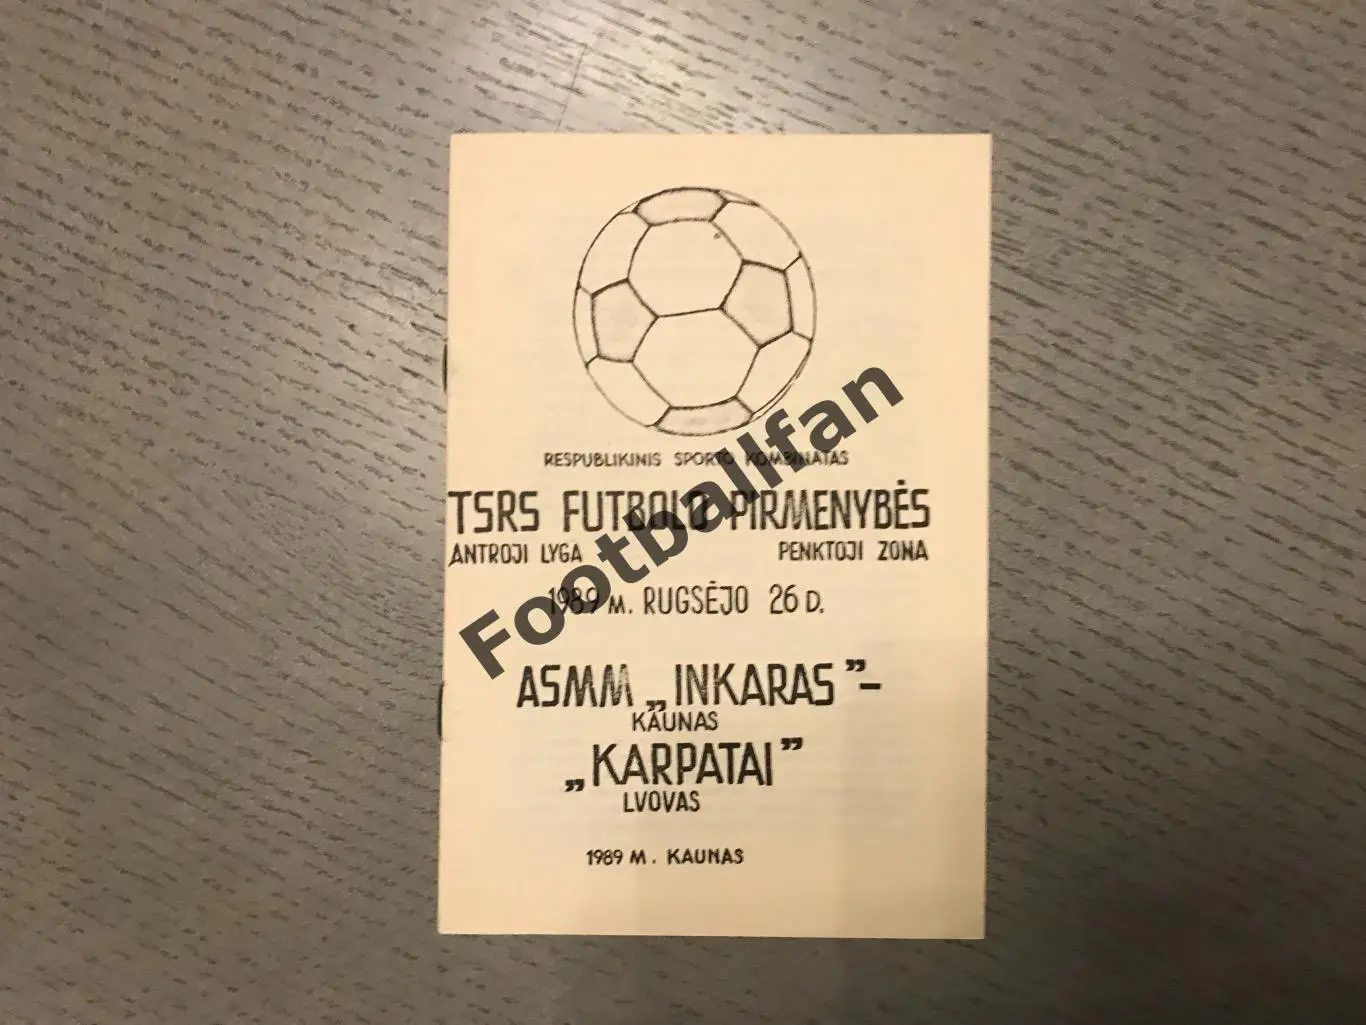 RESPUBLIKINIS SPORTO KOMBINATAS
TSRS FUTBOLO PIRMENYBĖS
ANTROJI LYGA PENKTOJI ZONA
1989 M. RUGSĖJO 26 D.
ASMM „INKARAS”-
KAUNAS
„KARPATAI”
LVOVAS
1989 M. KAUNAS
Footballfan